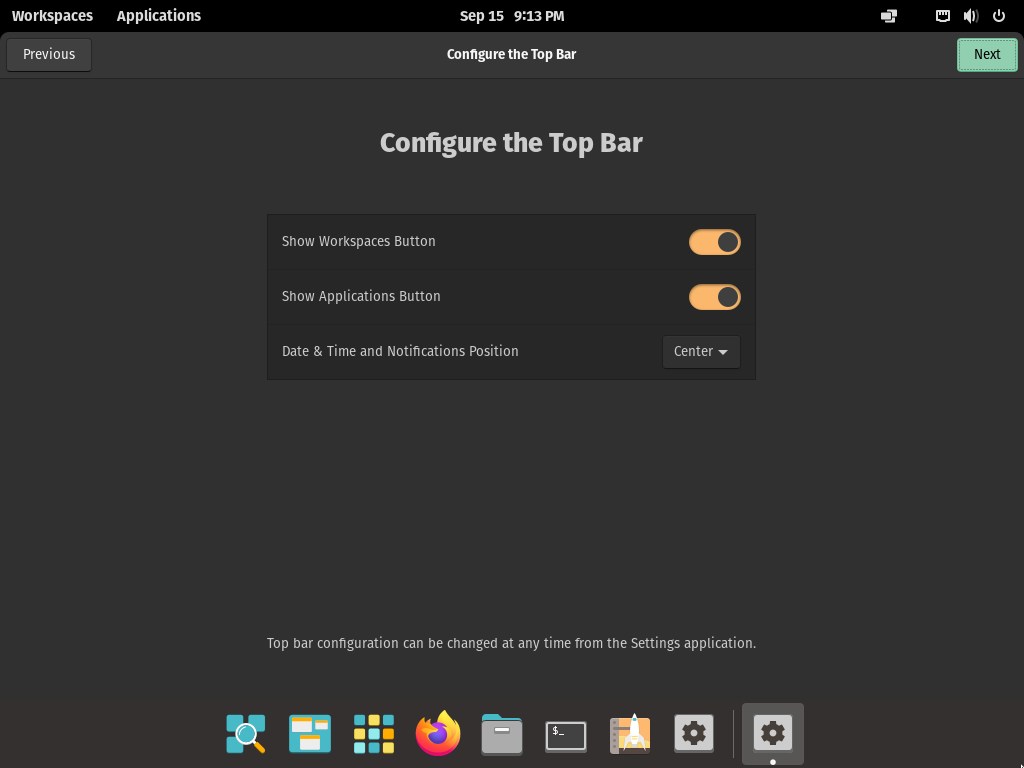 Workspaces Applications Sep 15 9:13 PM
Previous Configure the Top Bar Next
Configure the Top Bar
Show Workspaces Button
Show Applications Button
Date & Time and Notifications Position Center
Top bar configuration can be changed at any time from the Settings application.
$_